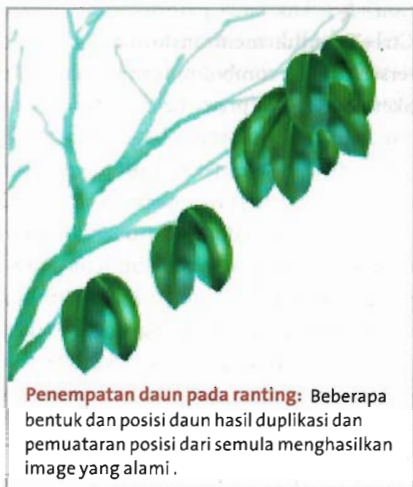 Penempatan daun pada ranting: Beberapa
bentuk dan posisi daun hasil duplikasi dan
pemuataran posisi dari semula menghasilkan
image yang alami .